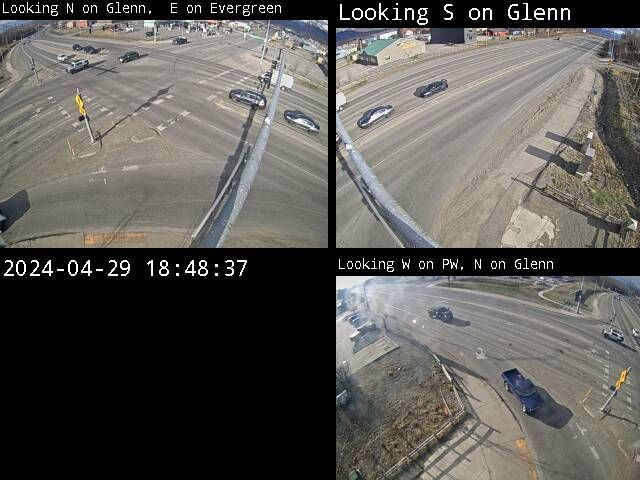 Looking N on Glenn, E on Evergreen
Looking S on Glenn
2024-04-29 18:48:37
Looking W on PW, N on Glenn